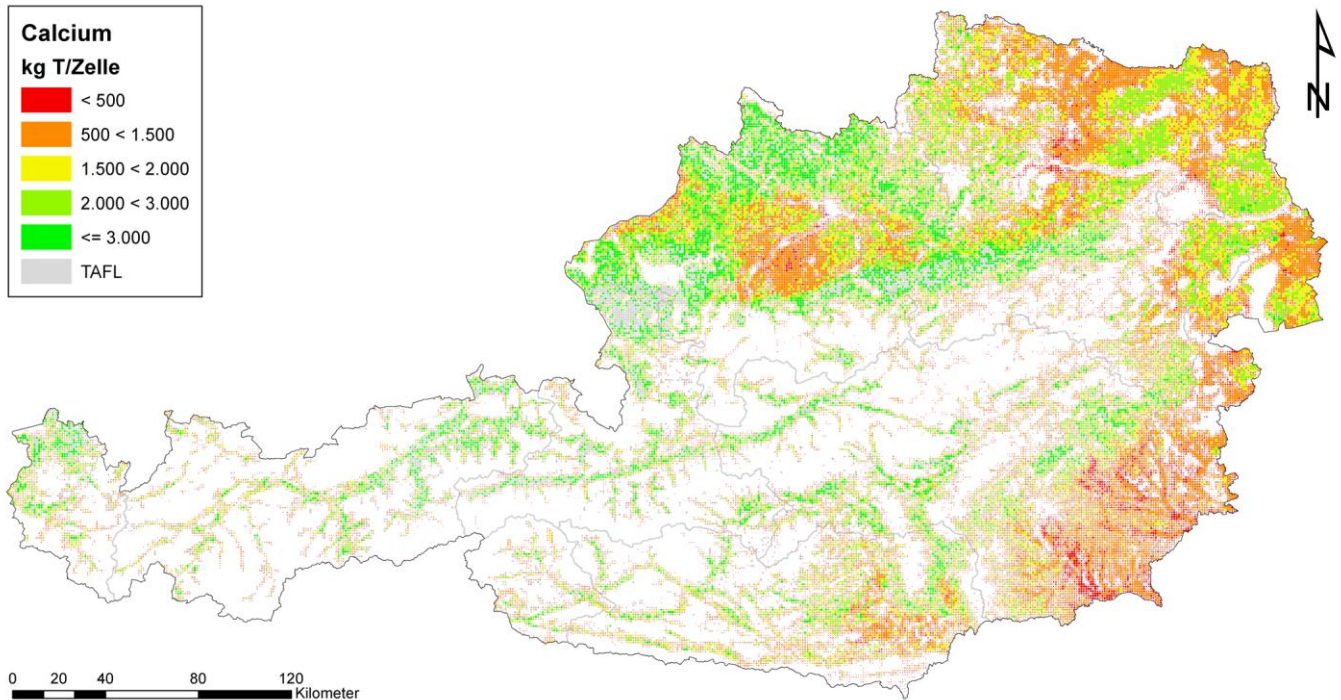 Calcium
kg T/Zelle
< 500
500 < 1.500
1.500 < 2.000
2.000 < 3.000
<= 3.000
TAFL
N
0 20 40 80 120
Kilometer